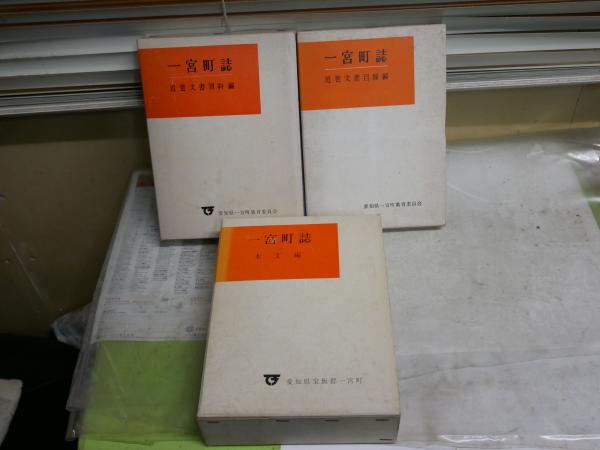 一宮町誌
近世文書資料編
愛知県一宮町教育委員会
一宮町誌
近世文書目録編
愛知県一宮町教育委員会
一宮町誌
本文編
愛知県宝飯郡一宮町